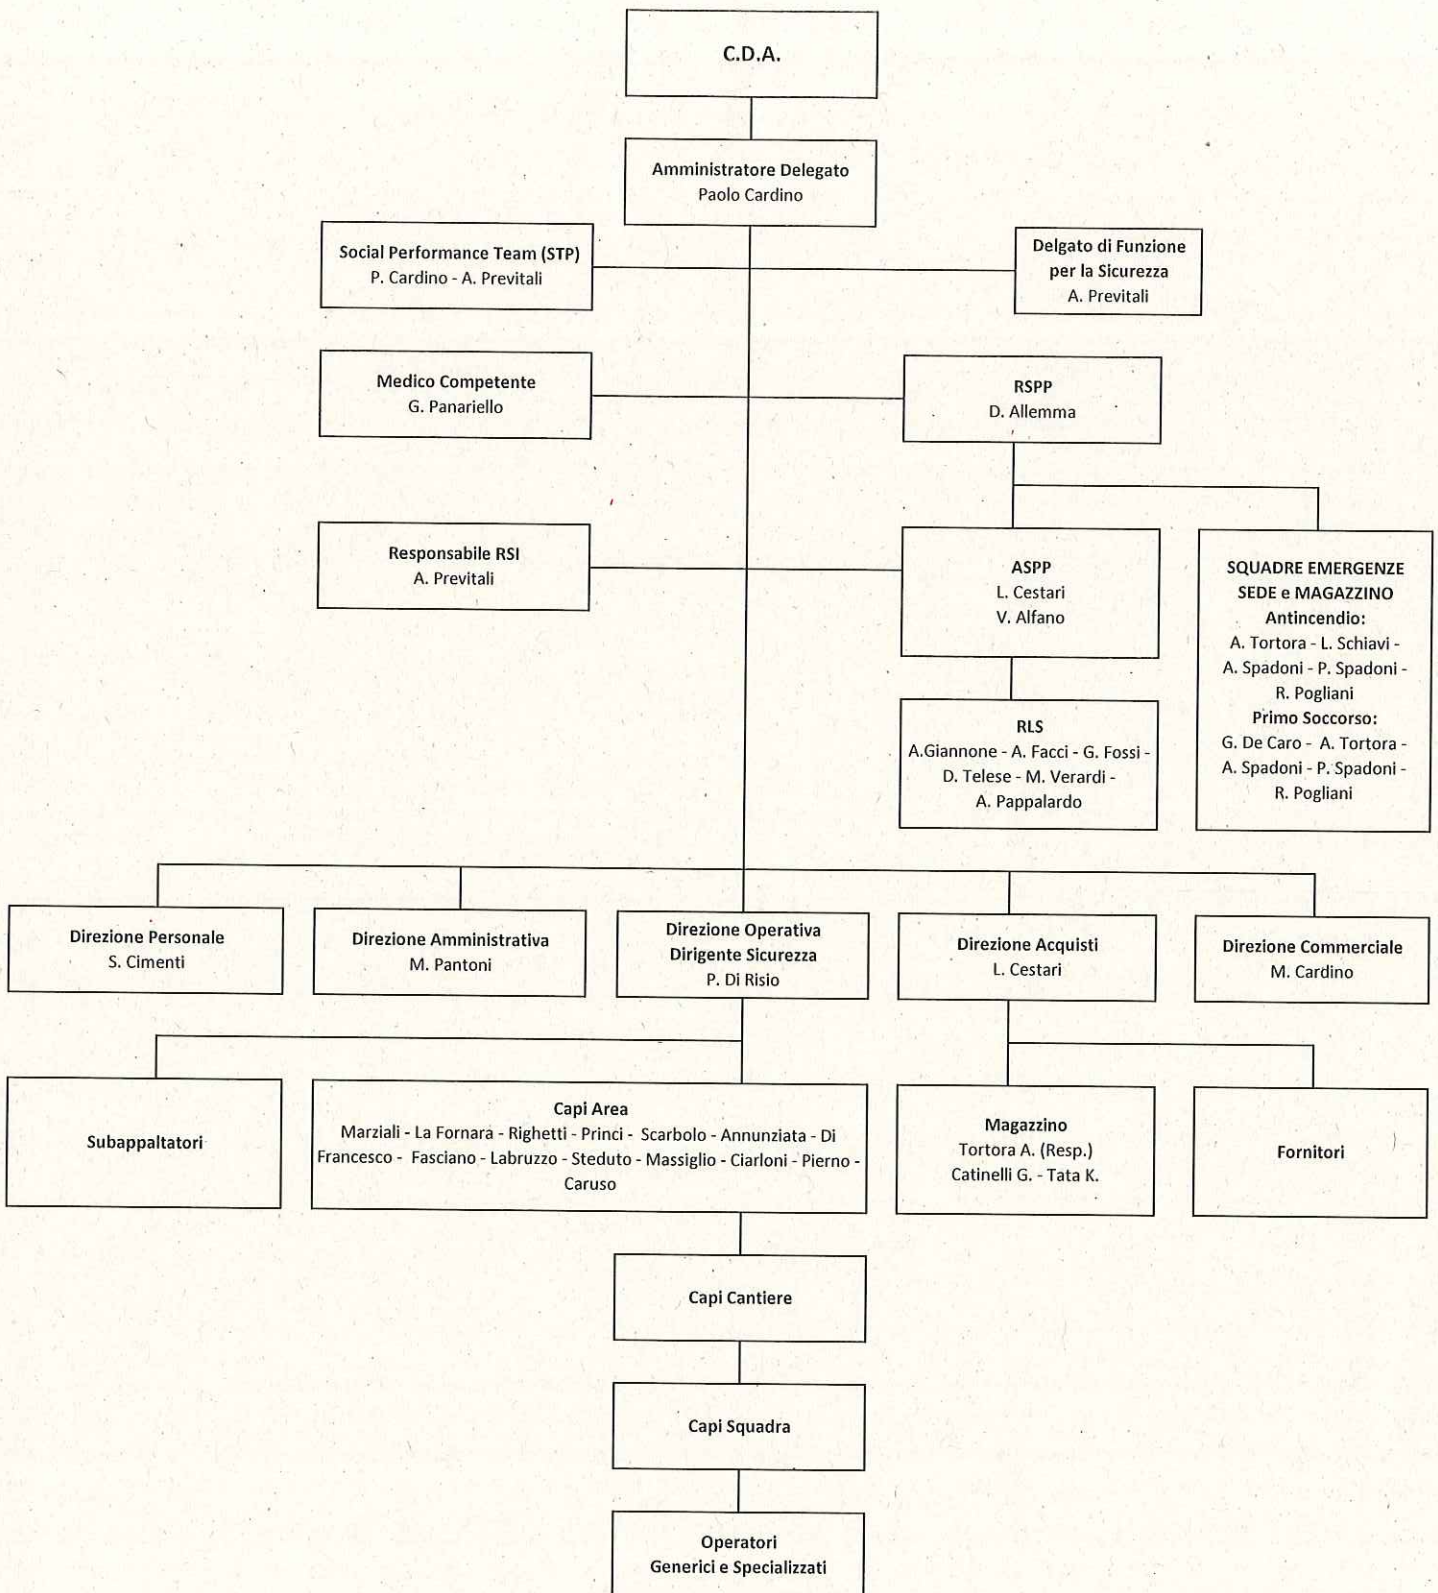 C.D.A.
Amministratore Delegato
Paolo Cardino
Social Performance Team (STP)
P. Cardino - A. Previtali
Delgato di Funzione
per la Sicurezza
A. Previtali
Medico Competente
G. Panariello
RSPP
D. Allemma
Responsabile RSI
A. Previtali
ASPP
L. Cestari
V. Alfano
SQUADRE EMERGENZE
SEDE e MAGAZZINO
Antincendio:
A. Tortora - L. Schiavi -
A. Spadoni - P. Spadoni -
R. Pogliani
Primo Soccorso:
G. De Caro - A. Tortora -
A. Spadoni - P. Spadoni -
R. Pogliani
RLS
A.Giannone - A. Facci - G. Fossi -
D. Telese - M. Verardi -
A. Pappalardo
Direzione Personale
S. Cimenti
Direzione Amministrativa
M. Pantoni
Direzione Operativa
Dirigente Sicurezza
P. Di Risio
Direzione Acquisti
L. Cestari
Direzione Commerciale
M. Cardino
Subappaltatori
Capi Area
Marziali - La Fornara - Righetti - Princi - Scarbolo - Annunziata - Di
Francesco - Fasciano - Labruzzo - Steduto - Massiglio - Ciarloni - Pierno -
Caruso
Magazzino
Tortora A. (Resp.)
Catinelli G. - Tata K.
Fornitori
Capi Cantiere
Capi Squadra
Operatori
Generici e Specializzati